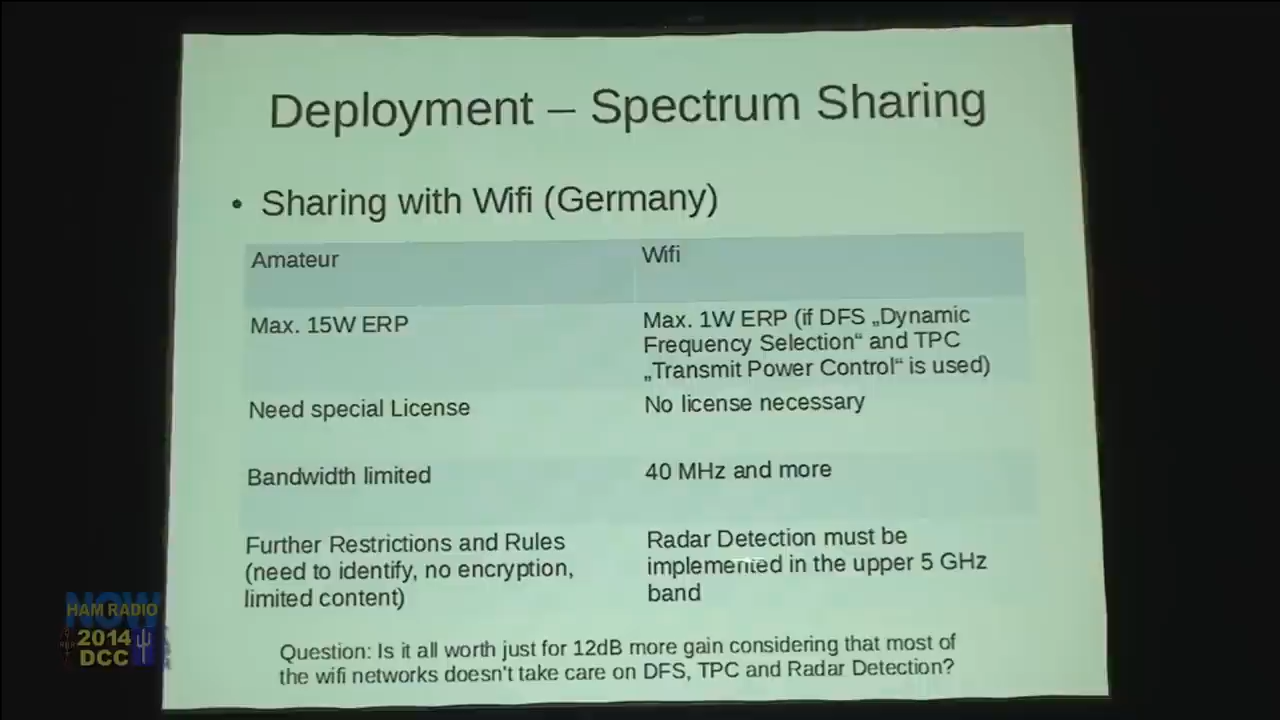 Deployment – Spectrum Sharing
• Sharing with Wifi (Germany)
Amateur
Wifi
Max. 15W ERP
Max. 1W ERP (if DFS „Dynamic
Frequency Selection“ and TPC
„Transmit Power Control“ is used)
Need special License
No license necessary
Bandwidth limited
40 MHz and more
Further Restrictions and Rules
(need to identify, no encryption,
limited content)
Radar Detection must be
implemented in the upper 5 GHz
band
Question: Is it all worth just for 12dB more gain considering that most of
the wifi networks doesn't take care on DFS, TPC and Radar Detection?
NOW
HAM RADIO
2014
DCC